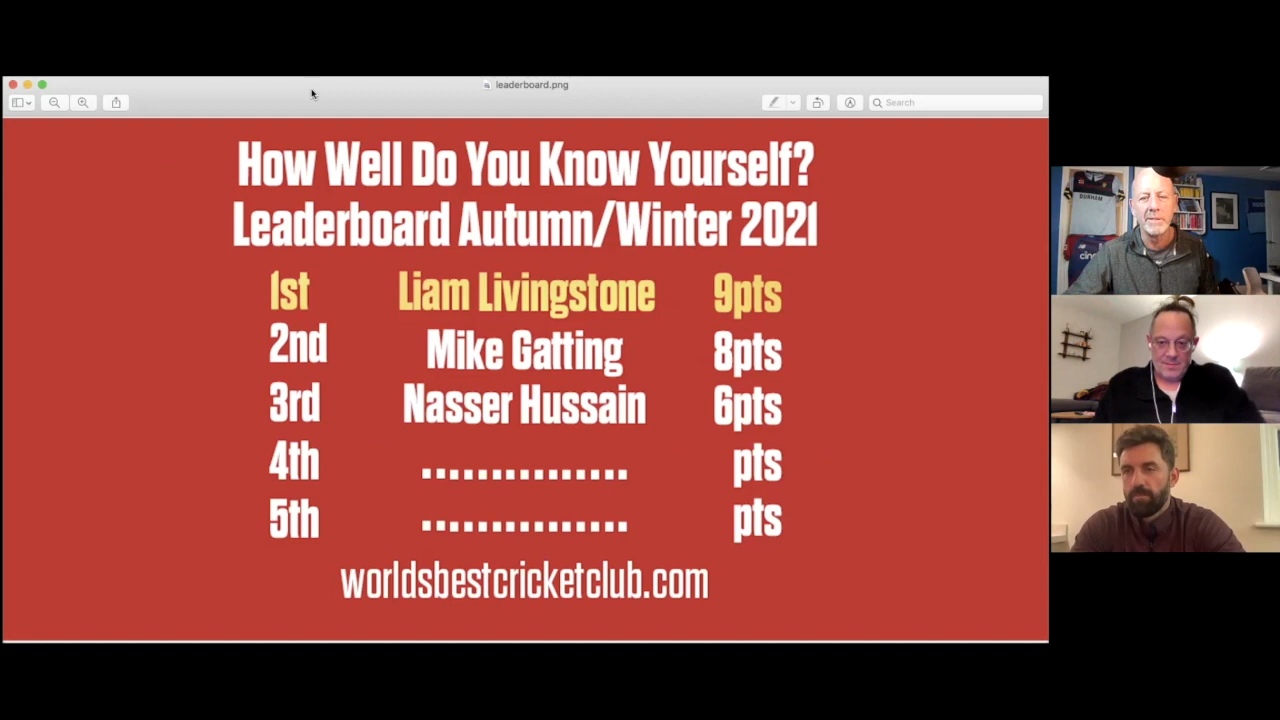 leaderboard.png
Search
How Well Do You Know Yourself?
Leaderboard Autumn/Winter 2021
1st Liam Livingstone 9pts
2nd Mike Gatting 8pts
3rd Nasser Hussain 6pts
4th .............. pts
5th .............. pts
worldsbestcricketclub.com
DURHAM